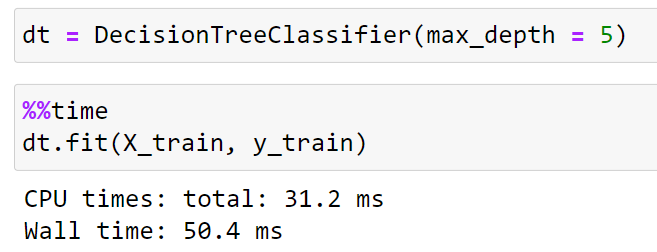 dt = DecisionTreeClassifier(max_depth = 5)
%%time
dt.fit(X_train, y_train)
CPU times: total: 31.2 ms
Wall time: 50.4 ms